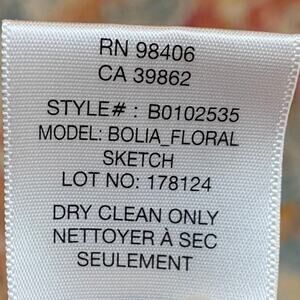 RN 98406
CA 39862
STYLE# : B0102535
MODEL: BOLIA_FLORAL
SKETCH
LOT NO: 178124
DRY CLEAN ONLY
NETTOYER À SEC
SEULEMENT